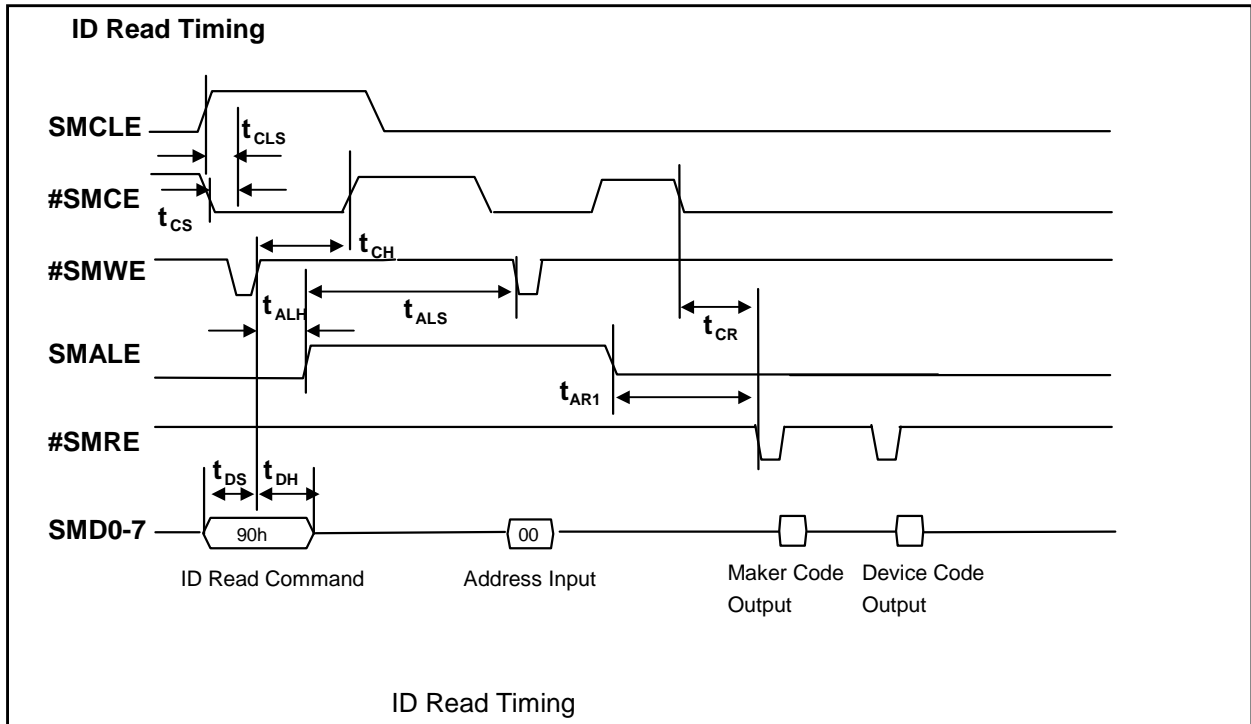 ID Read Timing
SMCLE
tCLS
#SMCE
tCS
tCH
#SMWE
tALH
tALS
tCR
SMALE
tAR1
#SMRE
tDS tDH
SMD0-7 90h 00
ID Read Command Address Input Maker Code Output Device Code Output
ID Read Timing